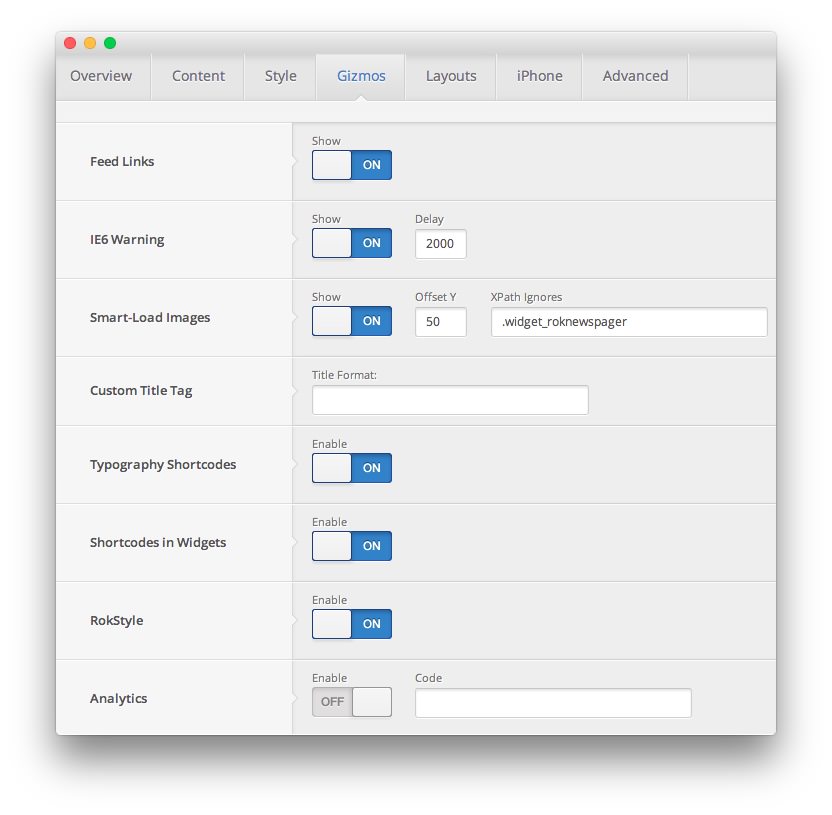 Overview Content Style Gizmos Layouts iPhone Advanced
Show
Feed Links ON
Show Delay
IE6 Warning ON 2000
Show Offset Y XPath Ignores
Smart-Load Images ON 50 .widget_roknewspager
Title Format:
Custom Title Tag
Enable
Typography Shortcodes ON
Enable
Shortcodes in Widgets ON
Enable
RokStyle ON
Enable Code
Analytics OFF